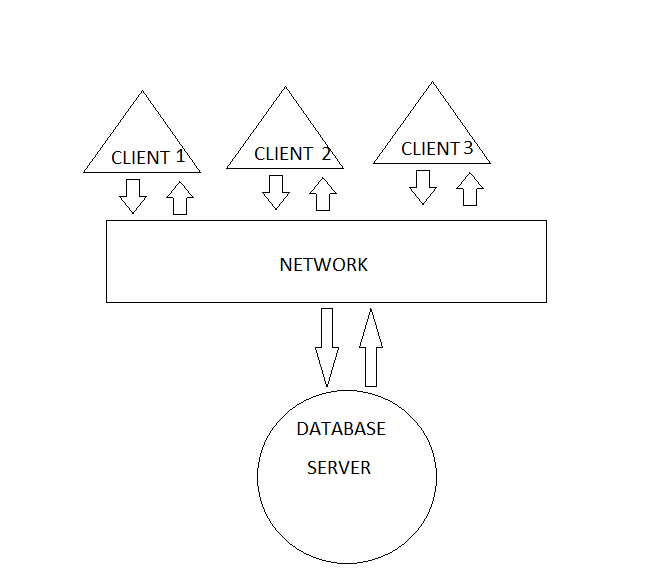 CLIENT 1
CLIENT 2
CLIENT 3
NETWORK
DATABASE
SERVER